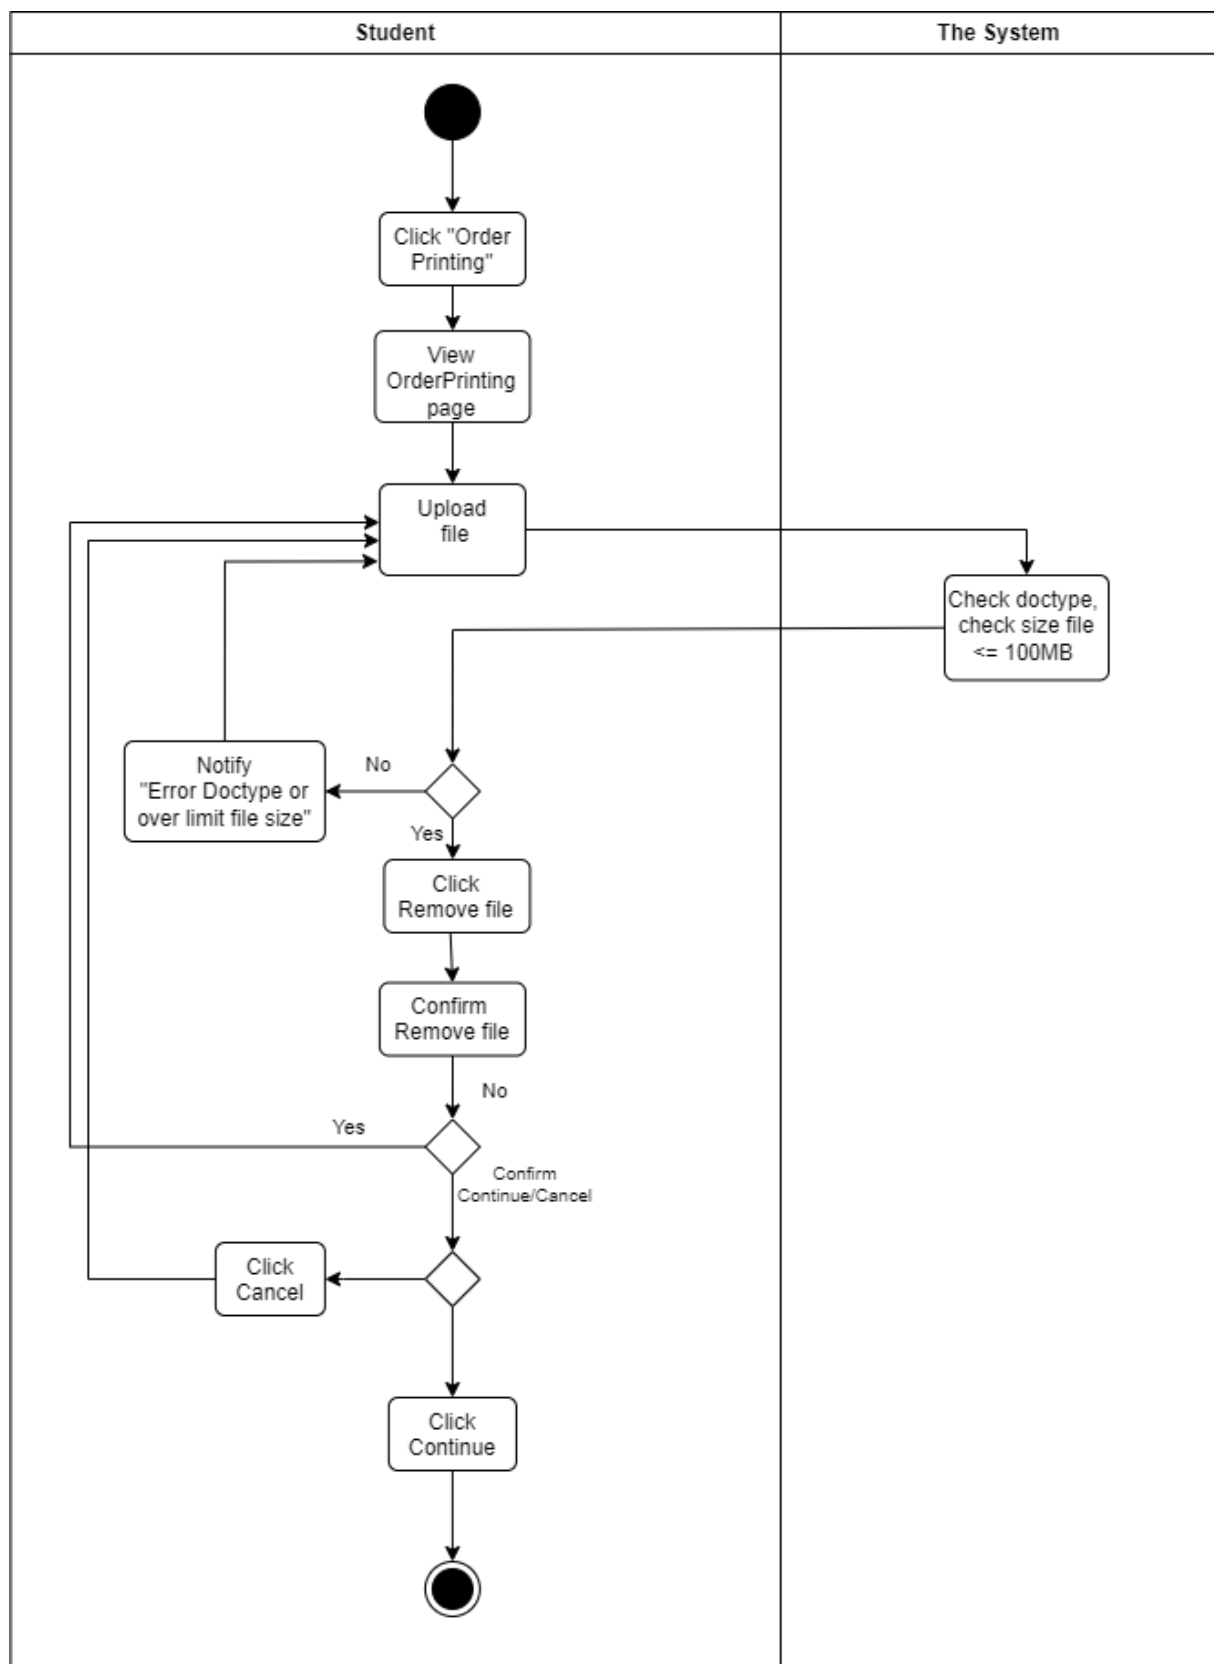 Student
The System
Click "Order
Printing"
View
OrderPrinting
page
Upload
file
Check doctype,
check size file
<= 100MB
No
Notify
"Error Doctype or
over limit file size"
Yes
Click
Remove file
Confirm
Remove file
No
Yes
Confirm
Continue/Cancel
Click
Cancel
Click
Continue